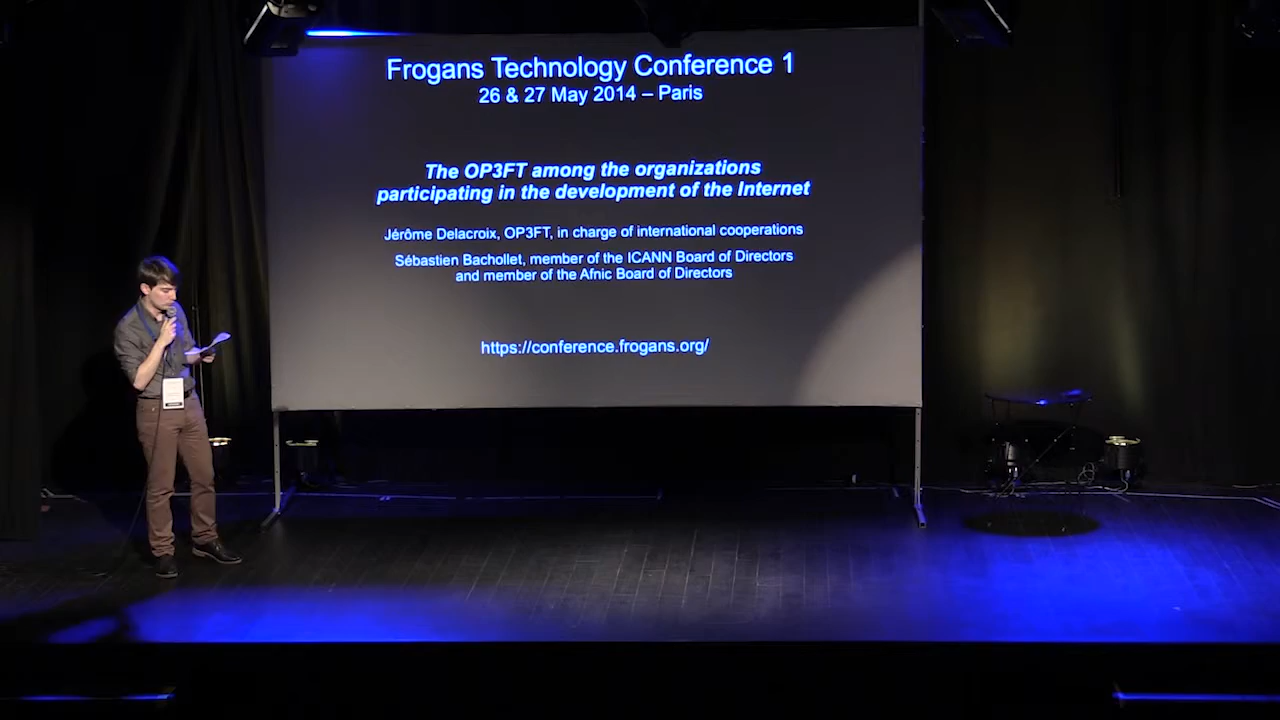 Frogans Technology Conference 1
26 & 27 May 2014 – Paris
The OP3FT among the organizations
participating in the development of the Internet
Jérôme Delacroix, OP3FT, in charge of international cooperations
Sébastien Bachollet, member of the ICANN Board of Directors
and member of the Afnic Board of Directors
https://conference.frogans.org/